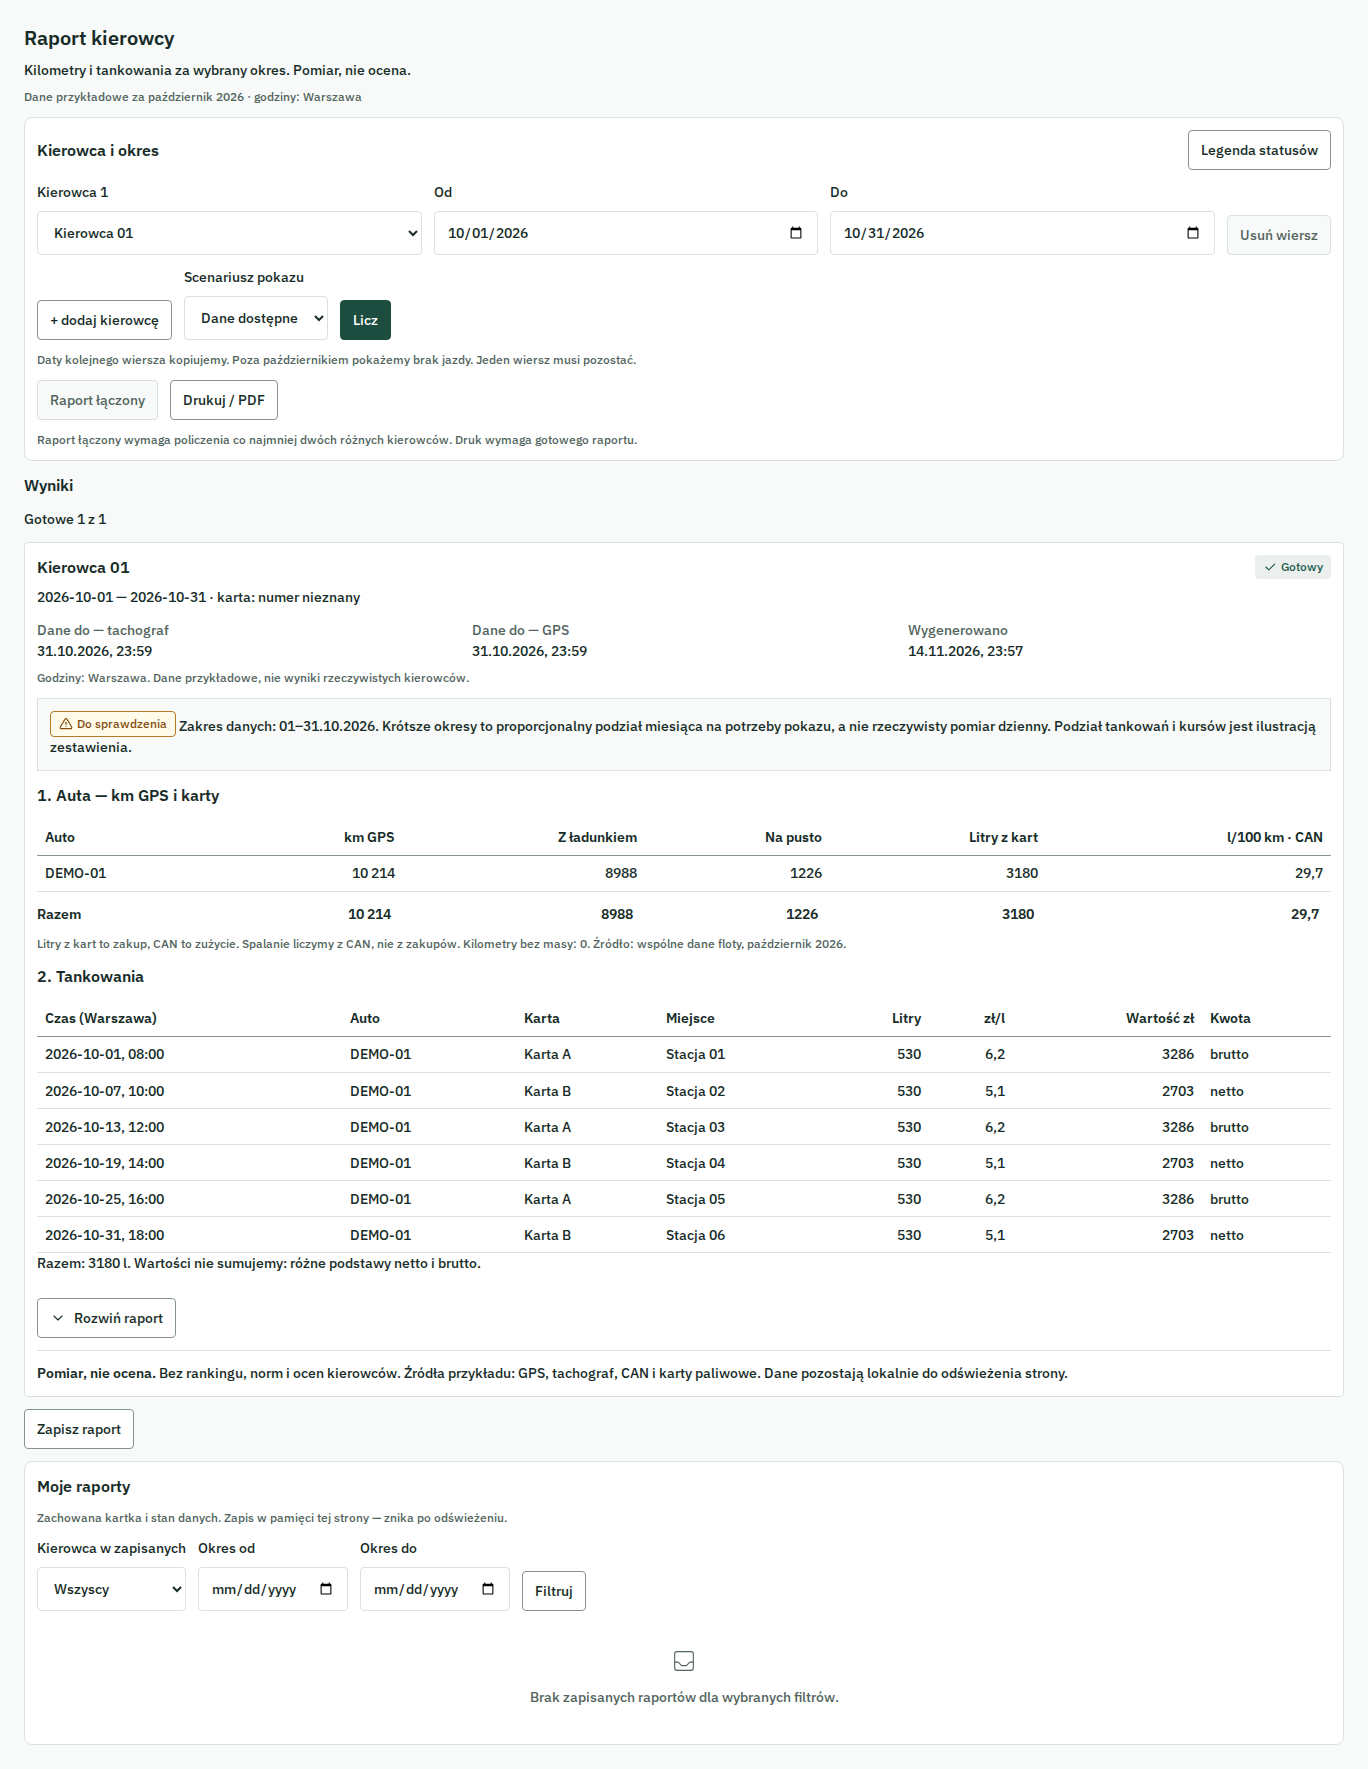 Raport kierowcy
Kilometry i tankowania za wybrany okres. Pomiar, nie ocena.
Dane przykładowe za październik 2026 · godziny: Warszawa
Kierowca i okres
Legenda statusów
Kierowca 1 Od Do
Kierowca 01 10/01/2026 10/31/2026 Usuń wiersz
Scenariusz pokazu
+ dodaj kierowcę Dane dostępne Licz
Daty kolejnego wiersza kopiujemy. Poza październikiem pokażemy brak jazdy. Jeden wiersz musi pozostać.
Raport łączony Drukuj / PDF
Raport łączony wymaga policzenia co najmniej dwóch różnych kierowców. Druk wymaga gotowego raportu.
Wyniki
Gotowe 1 z 1
Kierowca 01 Gotowy
2026-10-01 — 2026-10-31 · karta: numer nieznany
Dane do — tachograf Dane do — GPS Wygenerowano
31.10.2026, 23:59 31.10.2026, 23:59 14.11.2026, 23:57
Godziny: Warszawa. Dane przykładowe, nie wyniki rzeczywistych kierowców.
Do sprawdzenia Zakres danych: 01–31.10.2026. Krótsze okresy to proporcjonalny podział miesiąca na potrzeby pokazu, a nie rzeczywisty pomiar dzienny. Podział tankowań i kursów jest ilustracją
zestawienia.
1. Auta — km GPS i karty
Auto km GPS Z ładunkiem Na pusto Litry z kart l/100 km · CAN
DEMO-01 10 214 8988 1226 3180 29,7
Razem 10 214 8988 1226 3180 29,7
Litry z kart to zakup, CAN to zużycie. Spalanie liczymy z CAN, nie z zakupów. Kilometry bez masy: 0. Źródło: wspólne dane floty, październik 2026.
2. Tankowania
Czas (Warszawa) Auto Karta Miejsce Litry zł/l Wartość zł Kwota
2026-10-01, 08:00 DEMO-01 Karta A Stacja 01 530 6,2 3286 brutto
2026-10-07, 10:00 DEMO-01 Karta B Stacja 02 530 5,1 2703 netto
2026-10-13, 12:00 DEMO-01 Karta A Stacja 03 530 6,2 3286 brutto
2026-10-19, 14:00 DEMO-01 Karta B Stacja 04 530 5,1 2703 netto
2026-10-25, 16:00 DEMO-01 Karta A Stacja 05 530 6,2 3286 brutto
2026-10-31, 18:00 DEMO-01 Karta B Stacja 06 530 5,1 2703 netto
Razem: 3180 l. Wartości nie sumujemy: różne podstawy netto i brutto.
Rozwiń raport
Pomiar, nie ocena. Bez rankingu, norm i ocen kierowców. Źródła przykładu: GPS, tachograf, CAN i karty paliwowe. Dane pozostają lokalnie do odświeżenia strony.
Zapisz raport
Moje raporty
Zachowana kartka i stan danych. Zapis w pamięci tej strony — znika po odświeżeniu.
Kierowca w zapisanych Okres od Okres do
Wszyscy mm/dd/yyyy mm/dd/yyyy Filtruj
Brak zapisanych raportów dla wybranych filtrów.